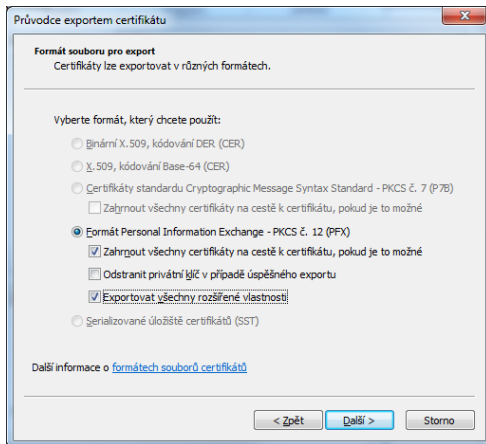 Průvodce exportem certifikátu
Formát souboru pro export
Certifikáty lze exportovat v různých formátech.
Vyberte formát, který chcete použít:
Binární X.509, kódování DER (CER)
X.509, kódování Base-64 (CER)
Certifikáty standardu Cryptographic Message Syntax Standard - PKCS č. 7 (P7B)
Zahrnout všechny certifikáty na cestě k certifikátu, pokud je to možné
Formát Personal Information Exchange - PKCS č. 12 (PFX)
Zahrnout všechny certifikáty na cestě k certifikátu, pokud je to možné
Odstranit privátní klíč v případě úspěšného exportu
Exportovat všechny rozšířené vlastnosti
Serializované úložiště certifikátů (SST)
Další informace o formátech souborů certifikátů
< Zpět Další > Storno